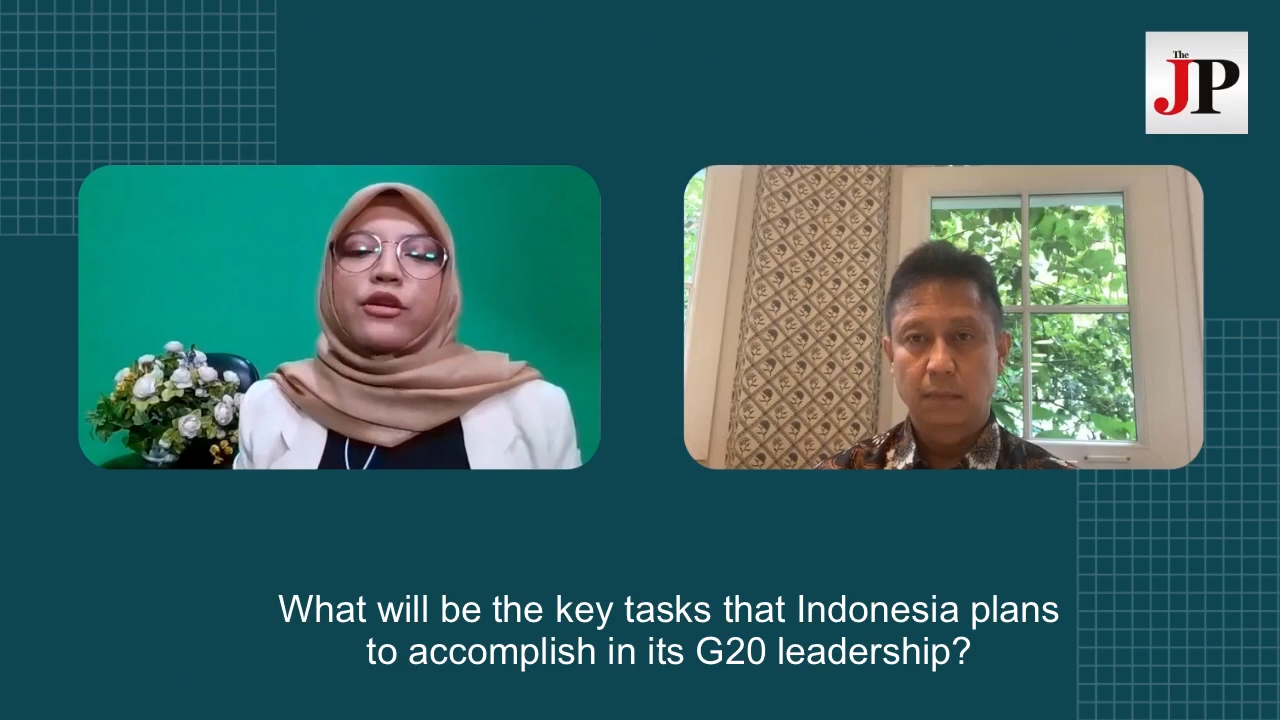 The
JP
What will be the key tasks that Indonesia plans
to accomplish in its G20 leadership?